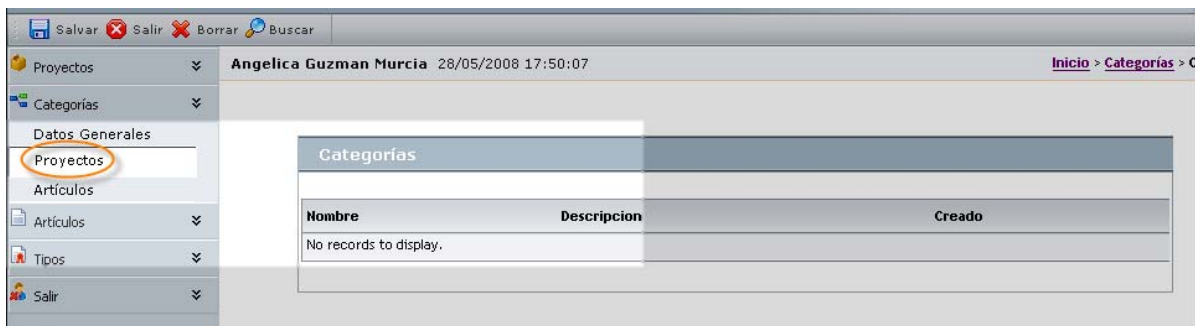 Salvar Salir Borrar Buscar
Proyectos
Angelica Guzman Murcia 28/05/2008 17:50:07
Inicio > Categorías >
Categorías
Datos Generales
Proyectos
Artículos
Artículos
Tipos
Salir
Categorías
Nombre Descripcion Creado
No records to display.